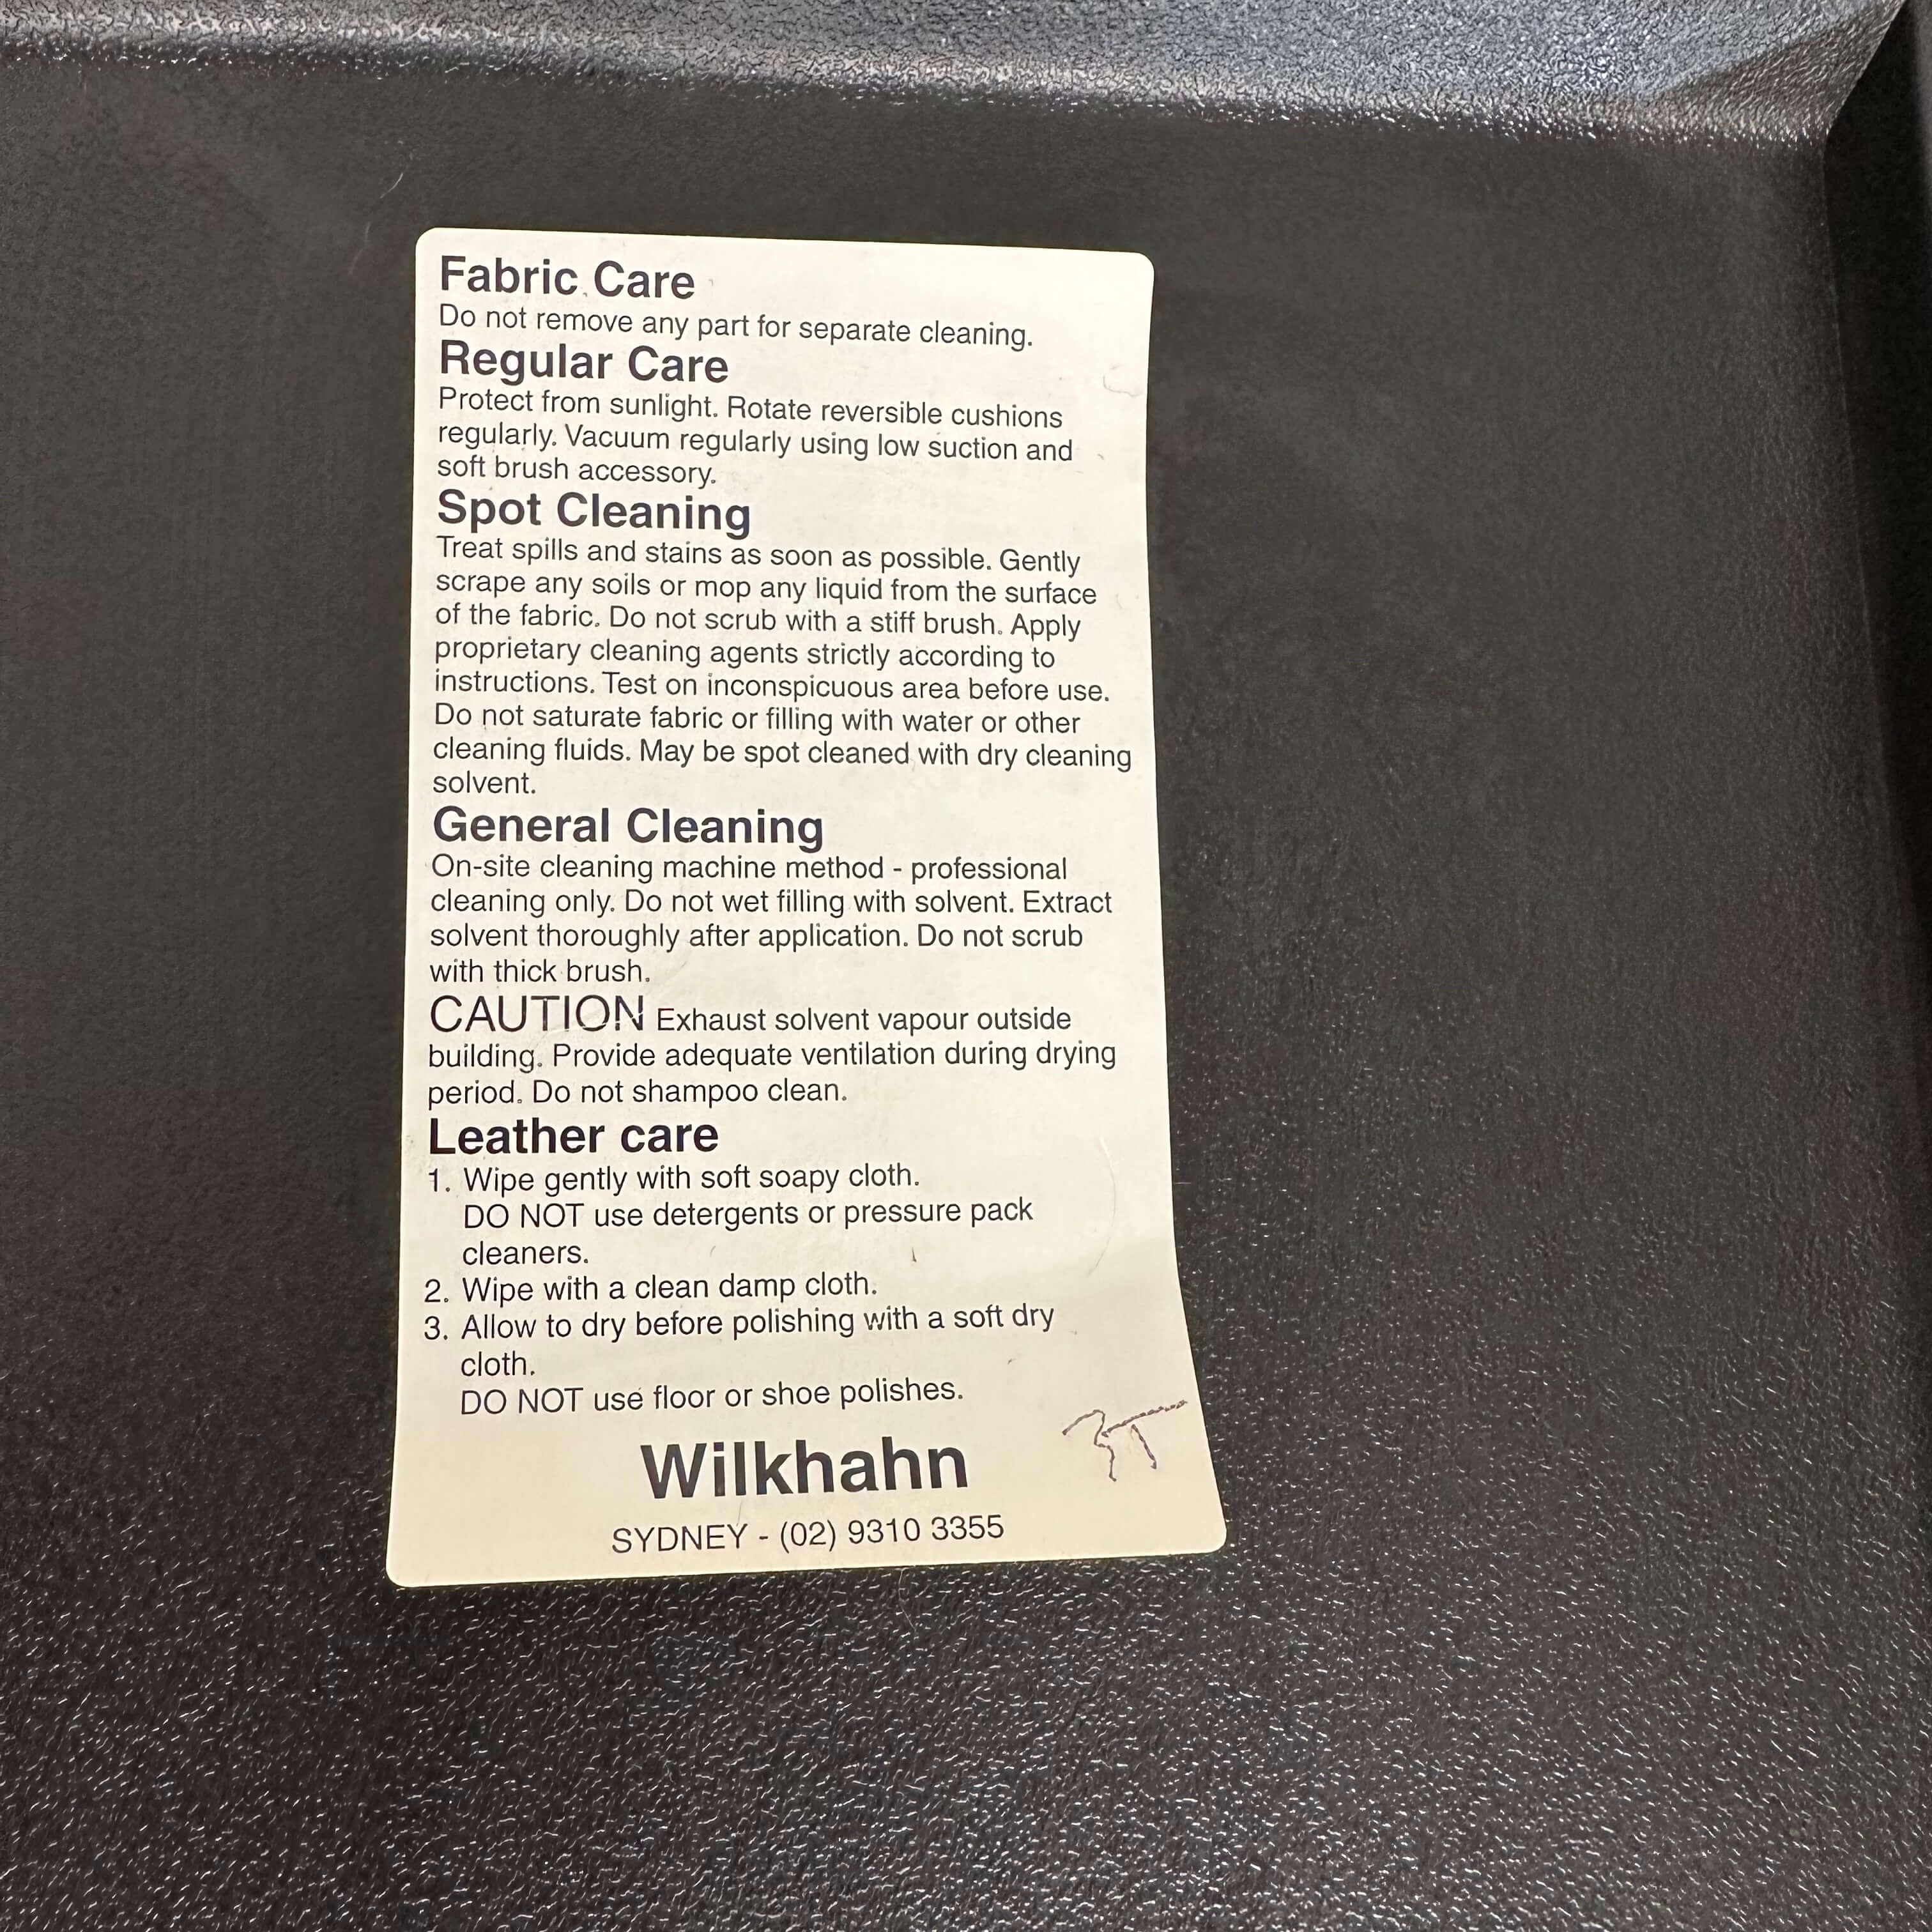 Fabric Care
Do not remove any part for separate cleaning.
Regular Care
Protect from sunlight. Rotate reversible cushions
regularly. Vacuum regularly using low suction and
soft brush accessory.
Spot Cleaning
Treat spills and stains as soon as possible. Gently
scrape any soils or mop any liquid from the surface
of the fabric. Do not scrub with a stiff brush. Apply
proprietary cleaning agents strictly according to
instructions. Test on inconspicuous area before use.
Do not saturate fabric or filling with water or other
cleaning fluids. May be spot cleaned with dry cleaning
solvent.
General Cleaning
On-site cleaning machine method - professional
cleaning only. Do not wet filling with solvent. Extract
solvent thoroughly after application. Do not scrub
with thick brush.
CAUTION Exhaust solvent vapour outside
building. Provide adequate ventilation during drying
period. Do not shampoo clean.
Leather care
1. Wipe gently with soft soapy cloth.
DO NOT use detergents or pressure pack
cleaners.
2. Wipe with a clean damp cloth.
3. Allow to dry before polishing with a soft dry
cloth.
DO NOT use floor or shoe polishes.
Wilkhahn
SYDNEY - (02) 9310 3355